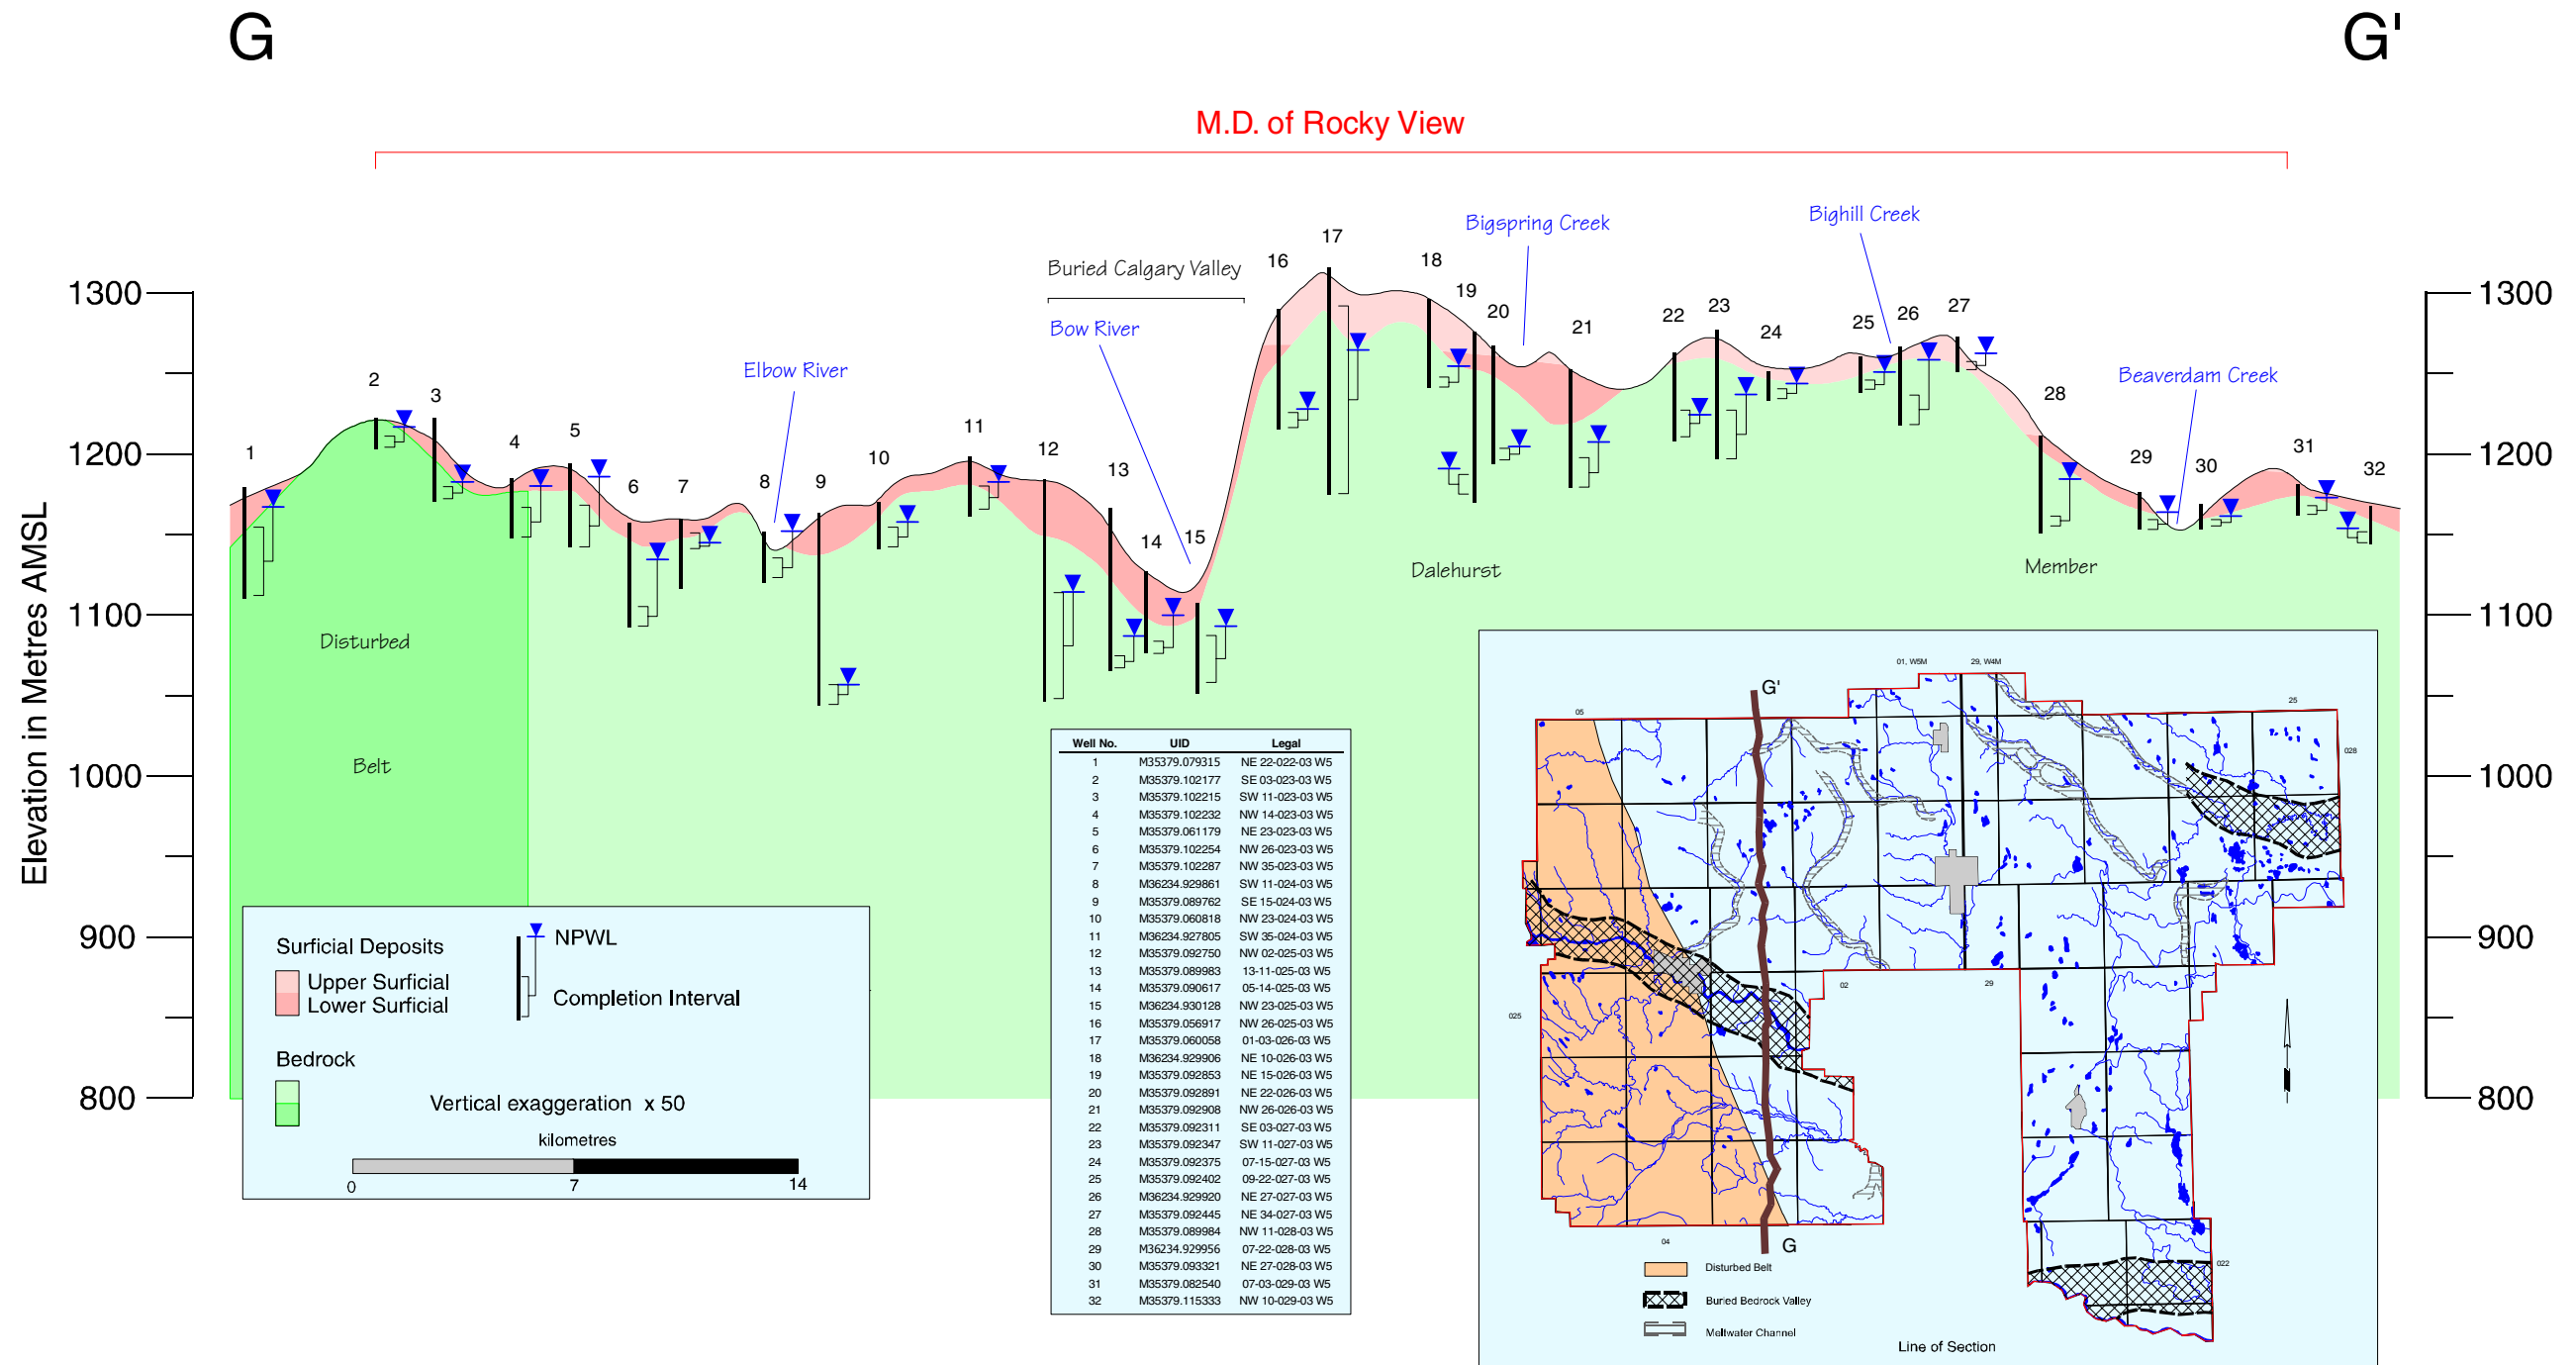 G
G'
M.D. of Rocky View
Bighill Creek
Bigspring Creek
17
16
18
Buried Calgary Valley
19
20
27
23
26
22
25
21
24
1300
1300
Bow River
Elbow River
Beaverdam Creek
2
3
28
11
5
4
12
1
1200
1200
10
13
31
29
30
32
6
7
8
9
14
15
Dalehurst
Member
1100
1100
Disturbed
Belt
Elevation in Metres AMSL
1000
1000
900
900
800
800
Surficial Deposits
Upper Surficial
Lower Surficial
NPWL
Completion Interval
Bedrock
Vertical exaggeration x 50
kilometres
0 7 14
Well No. UID Legal
1 M35379.079315 NE 22-022-03 W5
2 M35379.102177 SE 03-023-03 W5
3 M35379.102215 SW 11-023-03 W5
4 M35379.102232 NW 14-023-03 W5
5 M35379.061179 NE 23-023-03 W5
6 M35379.102254 NW 26-023-03 W5
7 M35379.102287 NW 35-023-03 W5
8 M36234.929861 SW 11-024-03 W5
9 M35379.089762 SE 15-024-03 W5
10 M35379.060818 NW 23-024-03 W5
11 M36234.927805 SW 35-024-03 W5
12 M35379.092750 NW 02-025-03 W5
13 M35379.089983 13-11-025-03 W5
14 M35379.090617 05-14-025-03 W5
15 M36234.930128 NW 23-025-03 W5
16 M35379.056917 NW 26-025-03 W5
17 M35379.060058 01-03-026-03 W5
18 M36234.929906 NE 10-026-03 W5
19 M35379.092853 NE 15-026-03 W5
20 M35379.092891 NE 22-026-03 W5
21 M35379.092908 NW 26-026-03 W5
22 M35379.092311 SE 03-027-03 W5
23 M35379.092347 SW 11-027-03 W5
24 M35379.092375 07-15-027-03 W5
25 M35379.092402 09-22-027-03 W5
26 M36234.929920 NE 27-027-03 W5
27 M35379.092445 NE 34-027-03 W5
28 M35379.089984 NW 11-028-03 W5
29 M36234.929956 07-22-028-03 W5
30 M35379.093321 NE 27-028-03 W5
31 M35379.082540 07-03-029-03 W5
32 M35379.115333 NW 10-029-03 W5
01, W5M
29, W4M
G'
05
25
028
02
29
025
04
G
022
Disturbed Belt
Buried Bedrock Valley
Meltwater Channel
Line of Section